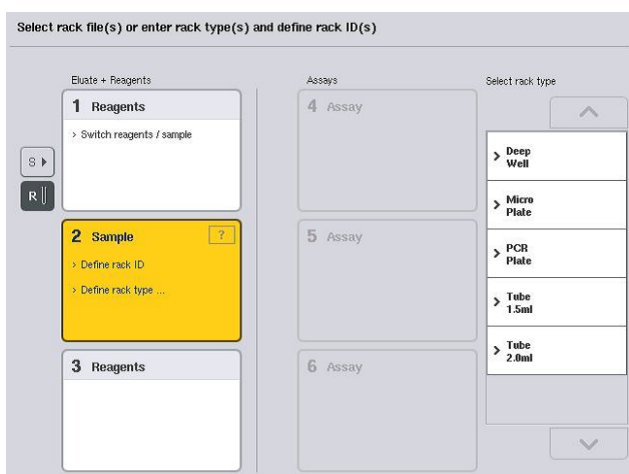 Select rack file(s) or enter rack type(s) and define rack ID(s)
Eluate + Reagents
Assays
Select rack type
1 Reagents
> Switch reagents / sample
S
R
2 Sample ?
> Define rack ID
> Define rack type ...
3 Reagents
4 Assay
5 Assay
6 Assay
> Deep
Well
> Micro
Plate
> PCR
Plate
> Tube
1.5ml
> Tube
2.0ml